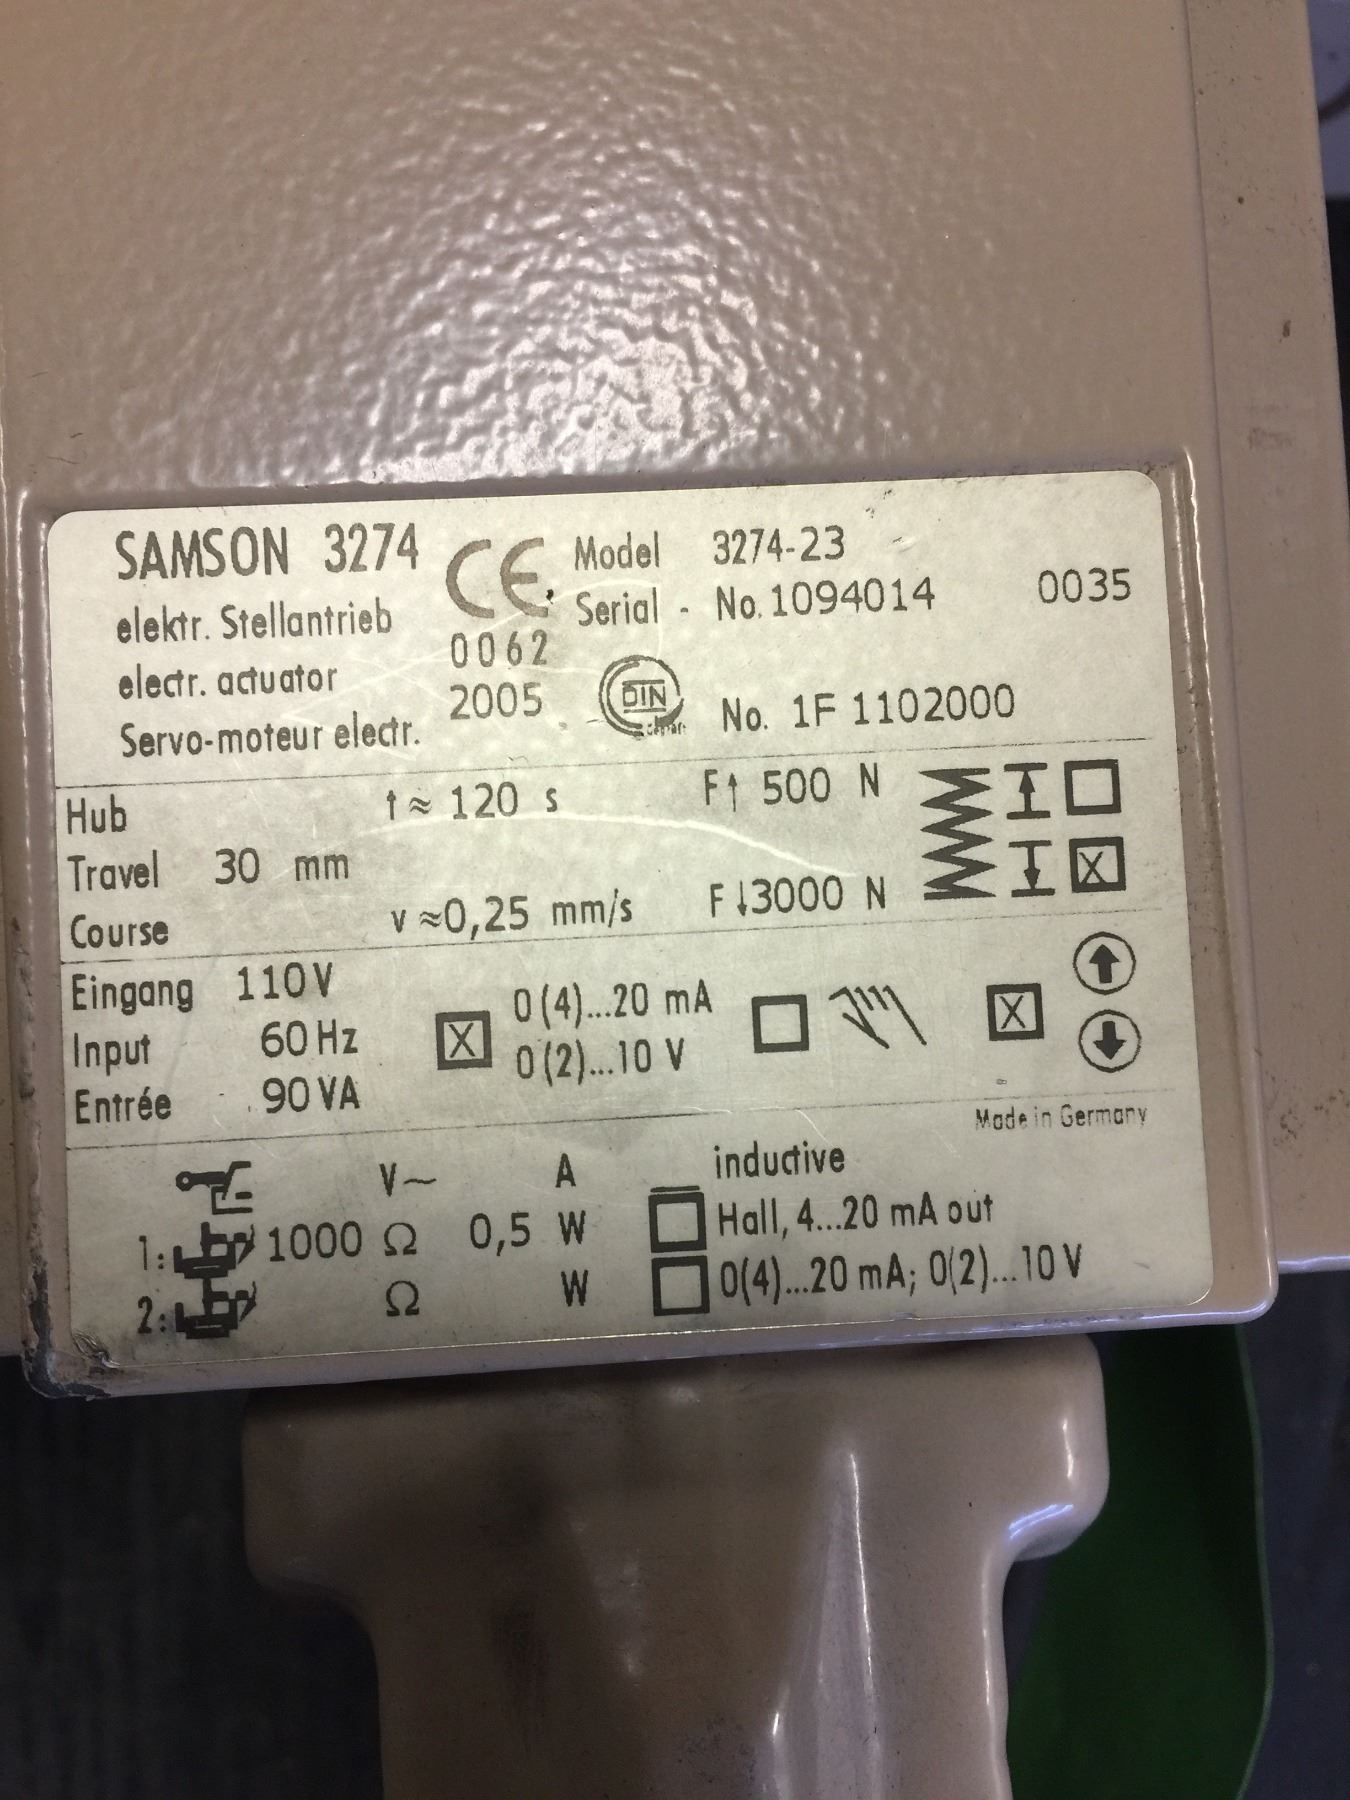 SAMSON 3274
elektr. Stellantrieb
electr. actuator
Servo-moteur electr.
CE
0062
2005
Model 3274-23
Serial - No. 1094014 0035
DIN
No. 1F 1102000
Hub
Travel 30 mm
Course
t ≈ 120 s
v ≈0,25 mm/s
F↑ 500 N
F↓3000 N
X
Eingang 110V
Input 60 Hz
Entrée 90 VA
X
0(4)...20 mA
0(2)...10 V
X
Made in Germany
V~ A
1: 1000 Ω 0,5 W
2: Ω W
inductive
Hall, 4...20 mA out
0(4)...20 mA; 0(2)...10 V